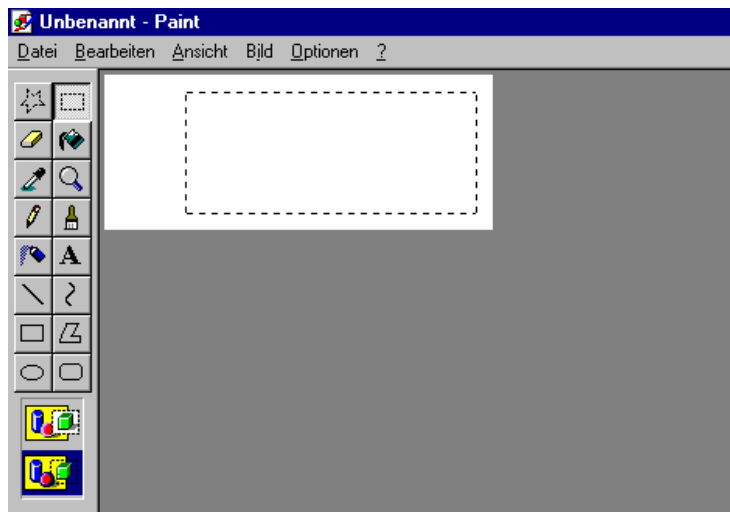 Unbenannt - Paint
Datei Bearbeiten Ansicht Bild Optionen ?
A